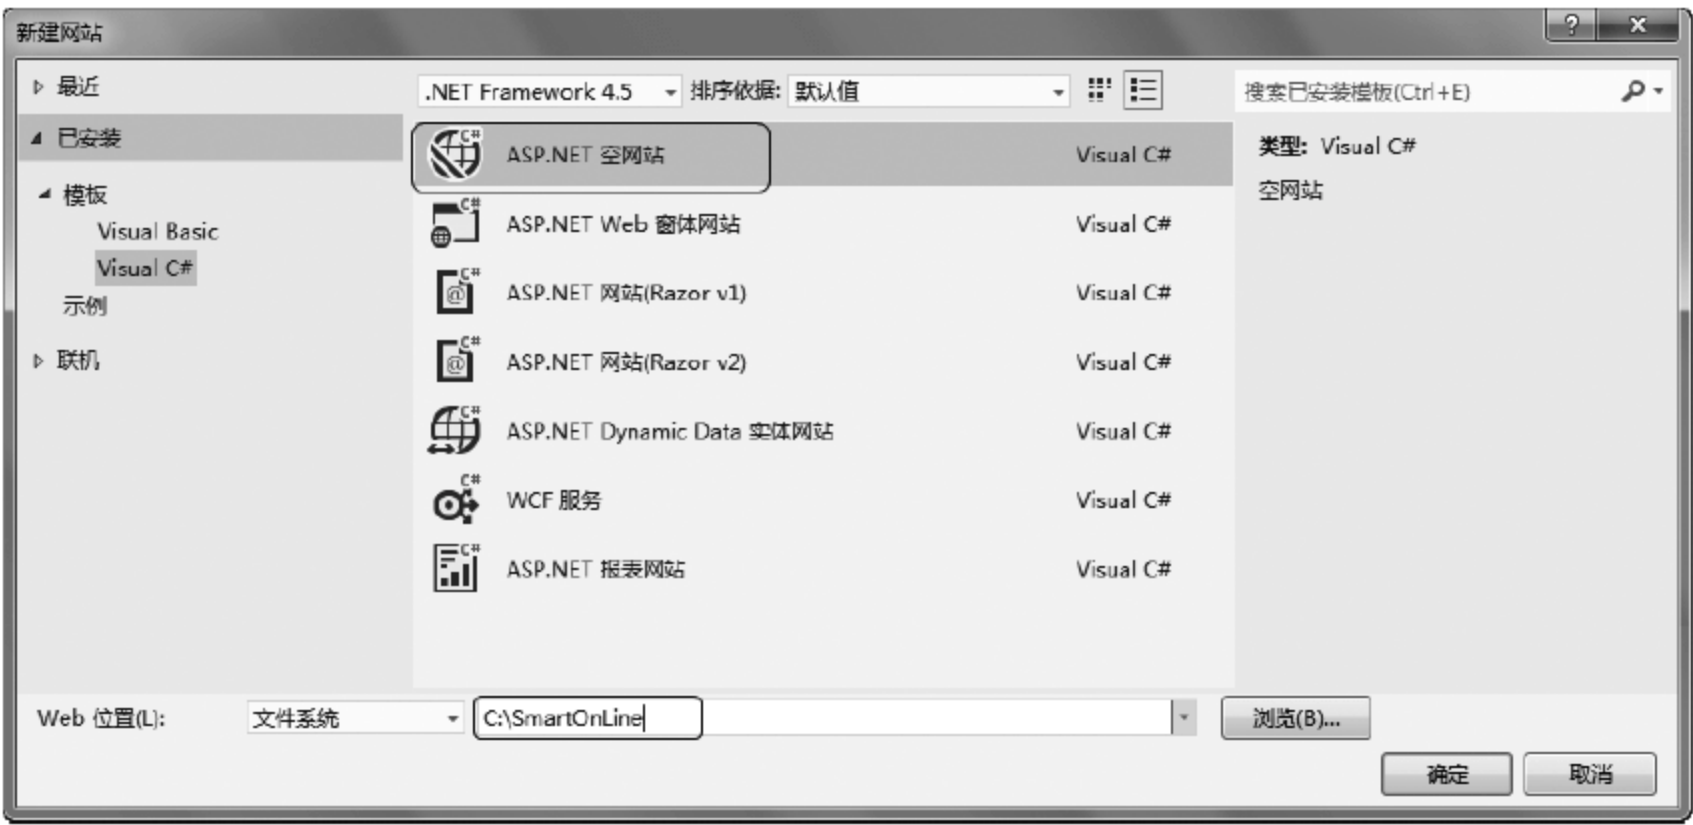 新建网站
最近
已安装
模板
Visual Basic
Visual C#
示例
联机
.NET Framework 4.5 排序依据: 默认值
搜索已安装模板(Ctrl+E)
ASP.NET 空网站 Visual C#
ASP.NET Web 窗体网站 Visual C#
ASP.NET 网站(Razor v1) Visual C#
ASP.NET 网站(Razor v2) Visual C#
ASP.NET Dynamic Data 实体网站 Visual C#
WCF 服务 Visual C#
ASP.NET 报表网站 Visual C#
类型: Visual C#
空网站
Web 位置(L): 文件系统 C:\SmartOnLine 浏览(B)...
确定 取消